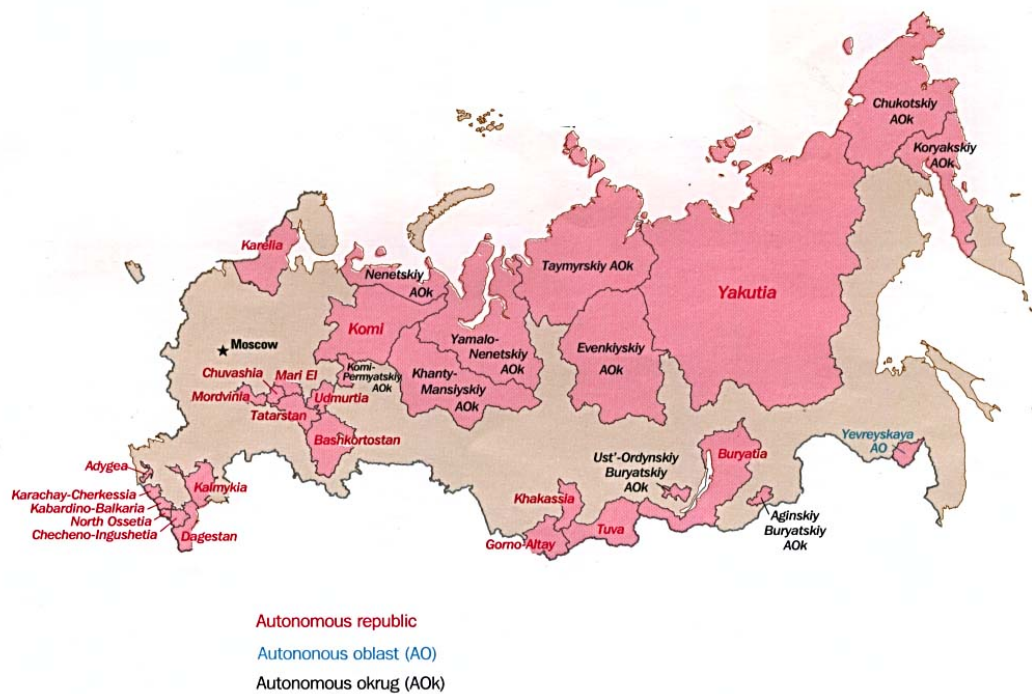 Chukotskiy
AOk
Koryakskiy
AOk
Karelia
Nenetskiy
AOk
Taymyrskiy AOk
Yakutia
Komi
Yamalo-
Nenetskiy
AOk
Evenkiyskiy
AOk
Moscow
Komi-
Permyatskiy
AOk
Khanty-
Mansiyskiy
AOk
Chuvashia
Mari El
Mordvinia
Udmurtia
Tatarstan
Bashkortostan
Yevreyskaya
AO
Adygea
Kalmykia
Karachay-Cherkessia
Kabardino-Balkaria
North Ossetia
Checheno-Ingushetia
Dagestan
Ust'-Ordynskiy
Buryatskiy
AOk
Buryatia
Khakassia
Tuva
Gorno-Altay
Aginskiy
Buryatskiy
AOk
Autonomous republic
Autononous oblast (AO)
Autonomous okrug (AOk)